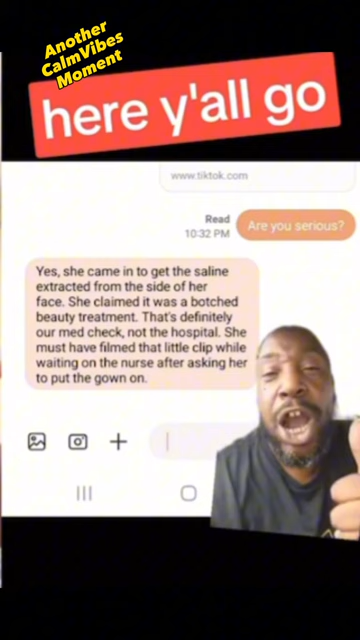 Another
CalmVibes
Moment
here y'all go
www.tiktok.com
Read
10:32 PM
Are you serious?
Yes, she came in to get the saline
extracted from the side of her
face. She claimed it was a botched
beauty treatment. That's definitely
our med check, not the hospital. She
must have filmed that little clip while
waiting on the nurse after asking her
to put the gown on.